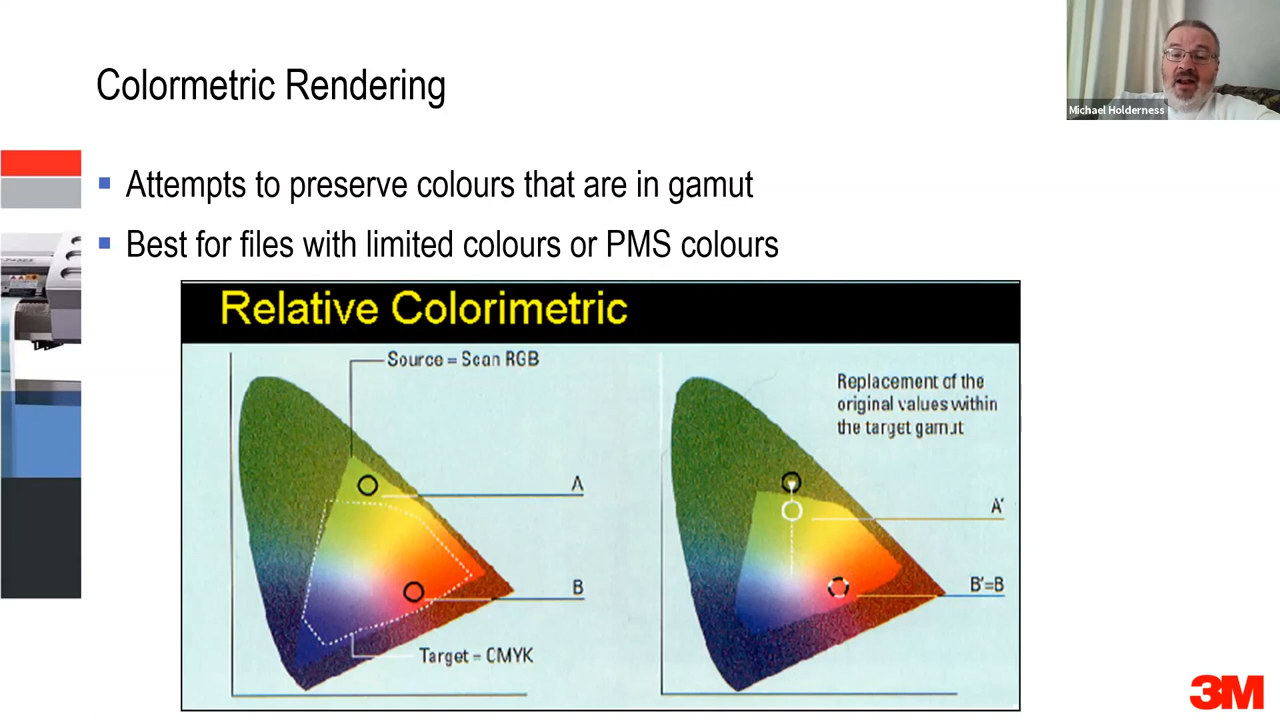 Colormetric Rendering
Michael Holderness
Attempts to preserve colours that are in gamut
Best for files with limited colours or PMS colours
Relative Colorimetric
Source = Scan RGB
A
B
Target = CMYK
Replacement of the
original values within
the target gamut
A'
B'=B
3M